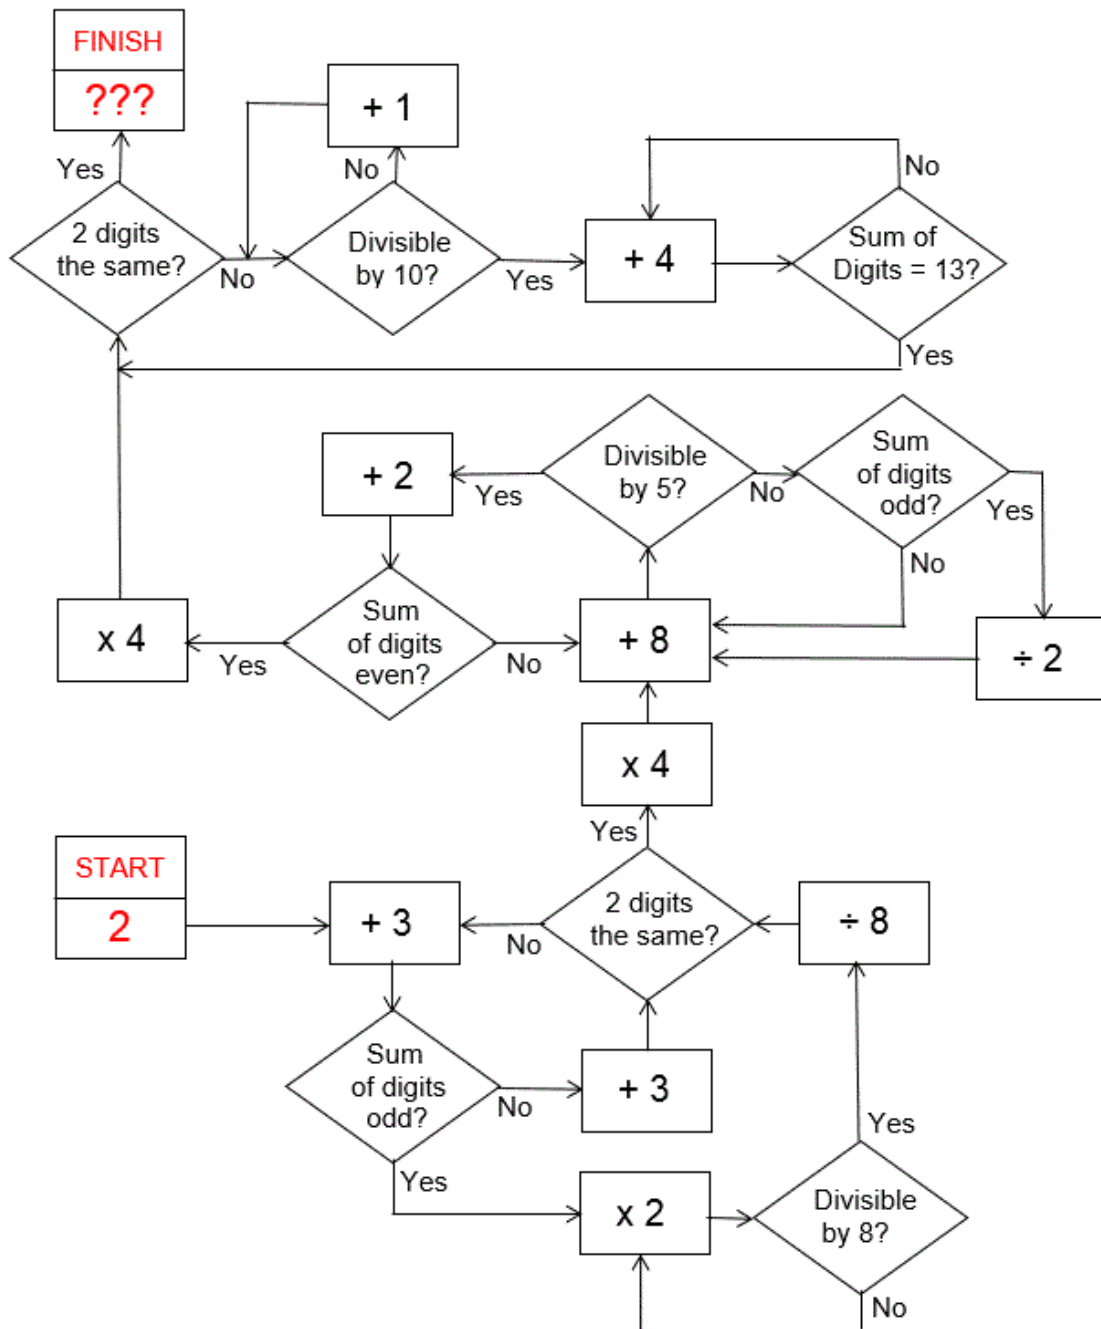 FINISH
???
+ 1
Yes
No
No
2 digits
the same?
Divisible
by 10?
+ 4
Sum of
Digits = 13?
No
Yes
Yes
+ 2
Divisible
by 5?
Sum
of digits
odd?
Yes
No
Yes
No
x 4
Sum
of digits
even?
+ 8
÷ 2
Yes
No
x 4
Yes
START
2
+ 3
2 digits
the same?
÷ 8
No
Sum
of digits
odd?
+ 3
No
Yes
Yes
x 2
Divisible
by 8?
No